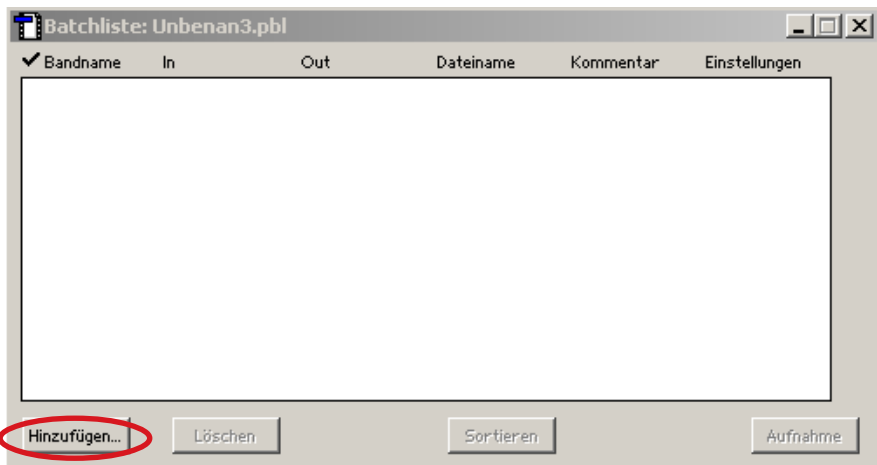 Batchliste: Unbenan3.pbl
Bandname In Out Dateiname Kommentar Einstellungen
Hinzufügen... Löschen Sortieren Aufnahme